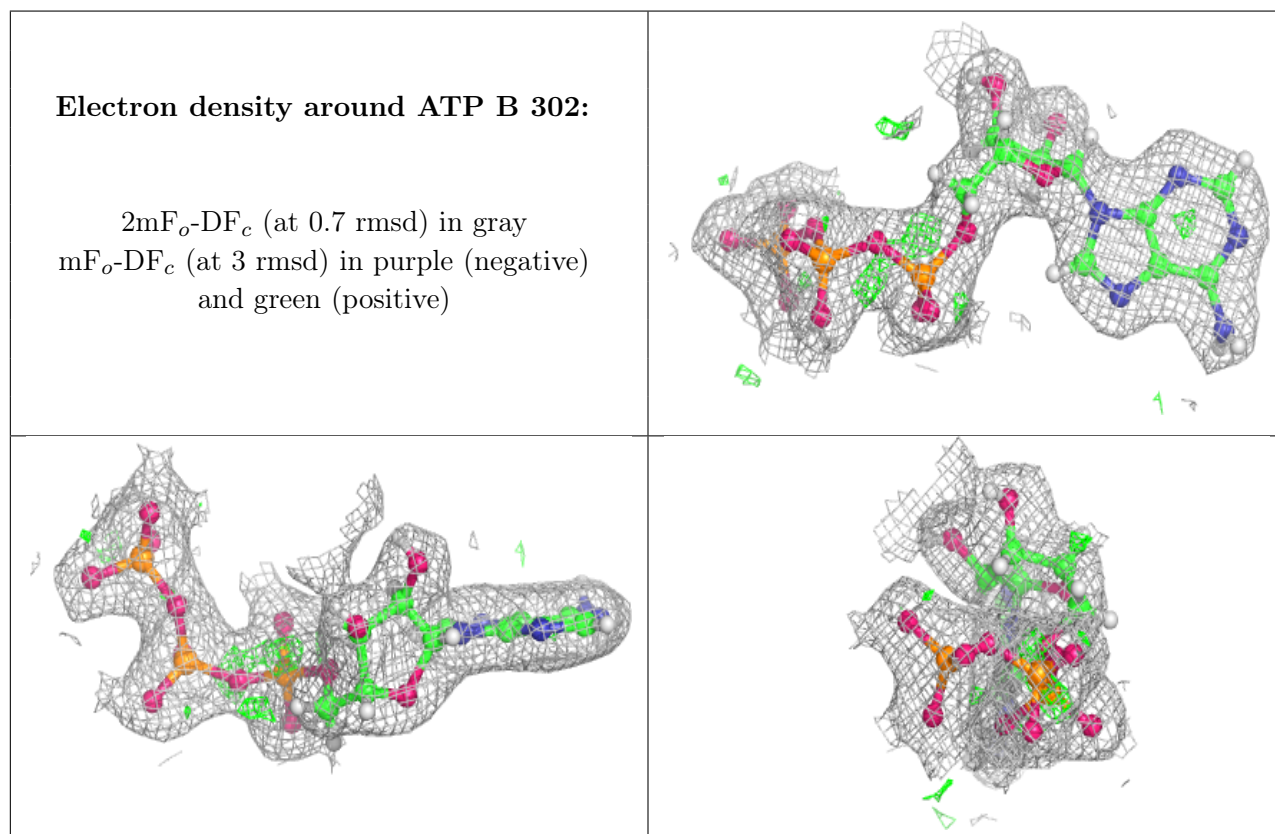 Electron density around ATP B 302:
2mFo-DFc (at 0.7 rmsd) in gray
mFo-DFc (at 3 rmsd) in purple (negative)
and green (positive)